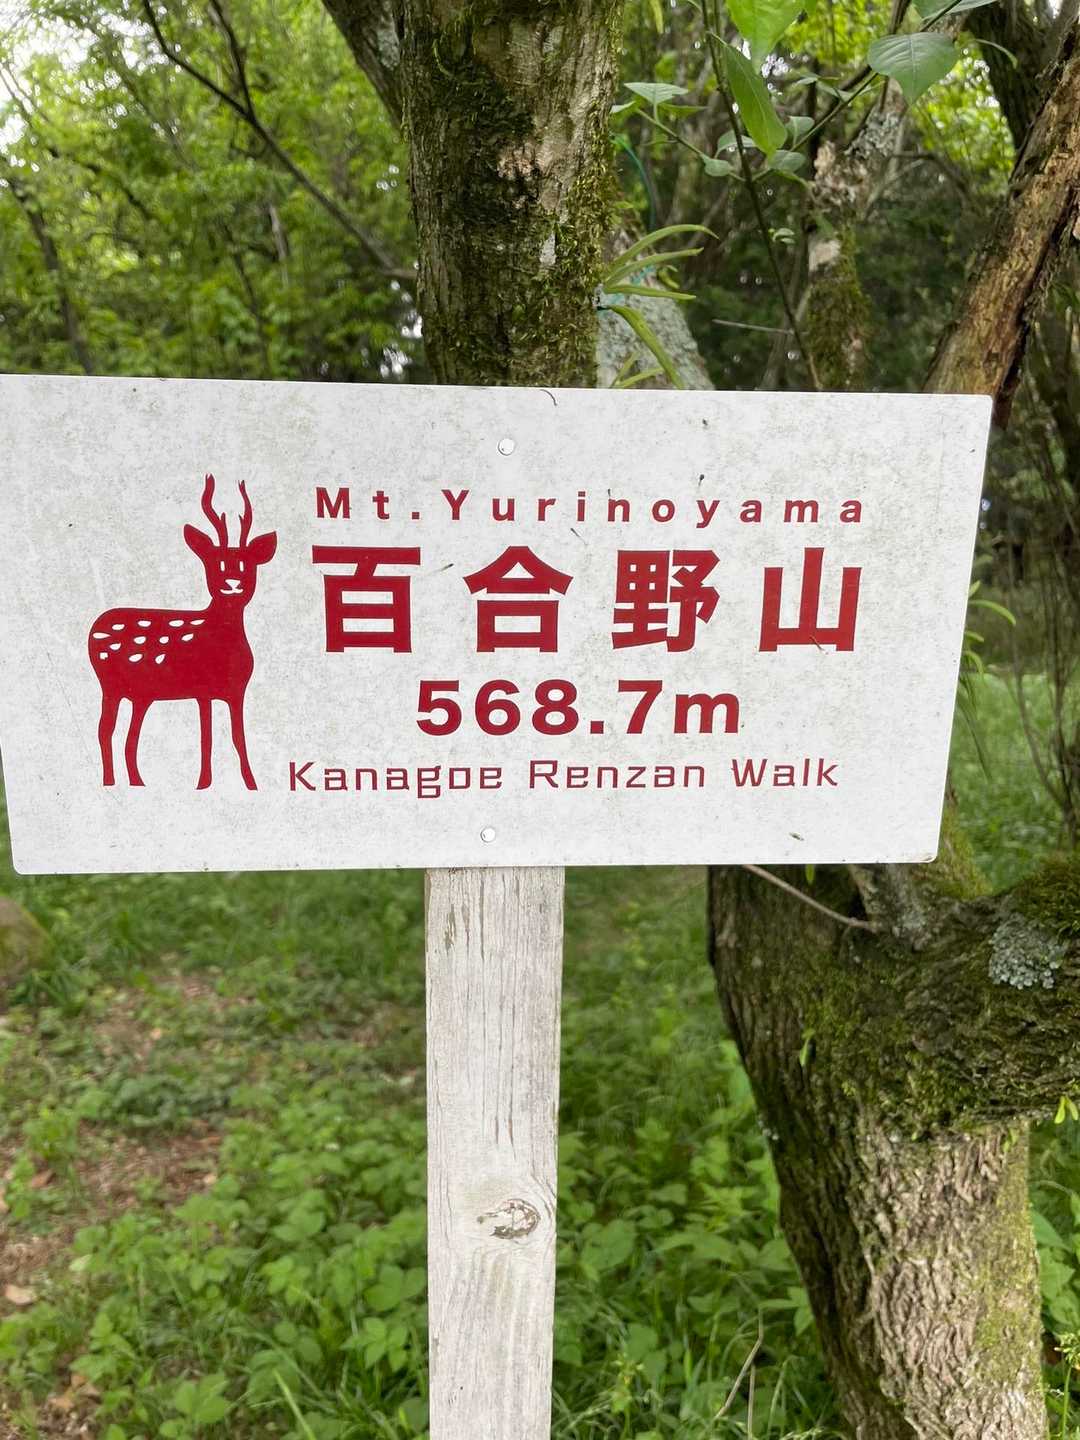 Mt.Yurinoyama
百合野山
568.7m
Kanagoe Renzan Walk